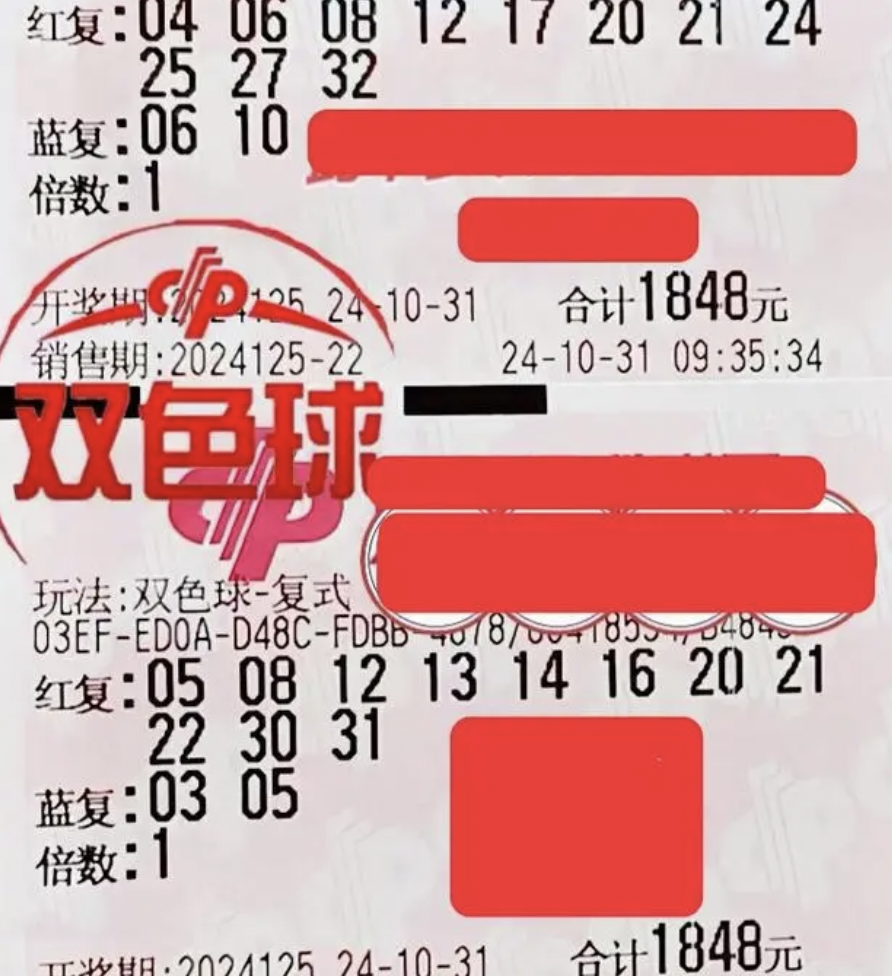 红复:04 06 08 12 17 20 21 24
25 27 32
蓝复:06 10
倍数:1
开奖期:2024125 24-10-31 合计1848元
销售期:2024125-22 24-10-31 09:35:34
双色球
玩法:双色球-复式
03EF-ED0A-D48C-FDBB-
红复:05 08 12 13 14 16 20 21
22 30 31
蓝复:03 05
倍数:1
开奖期:2024125 24-10-31 合计1848元